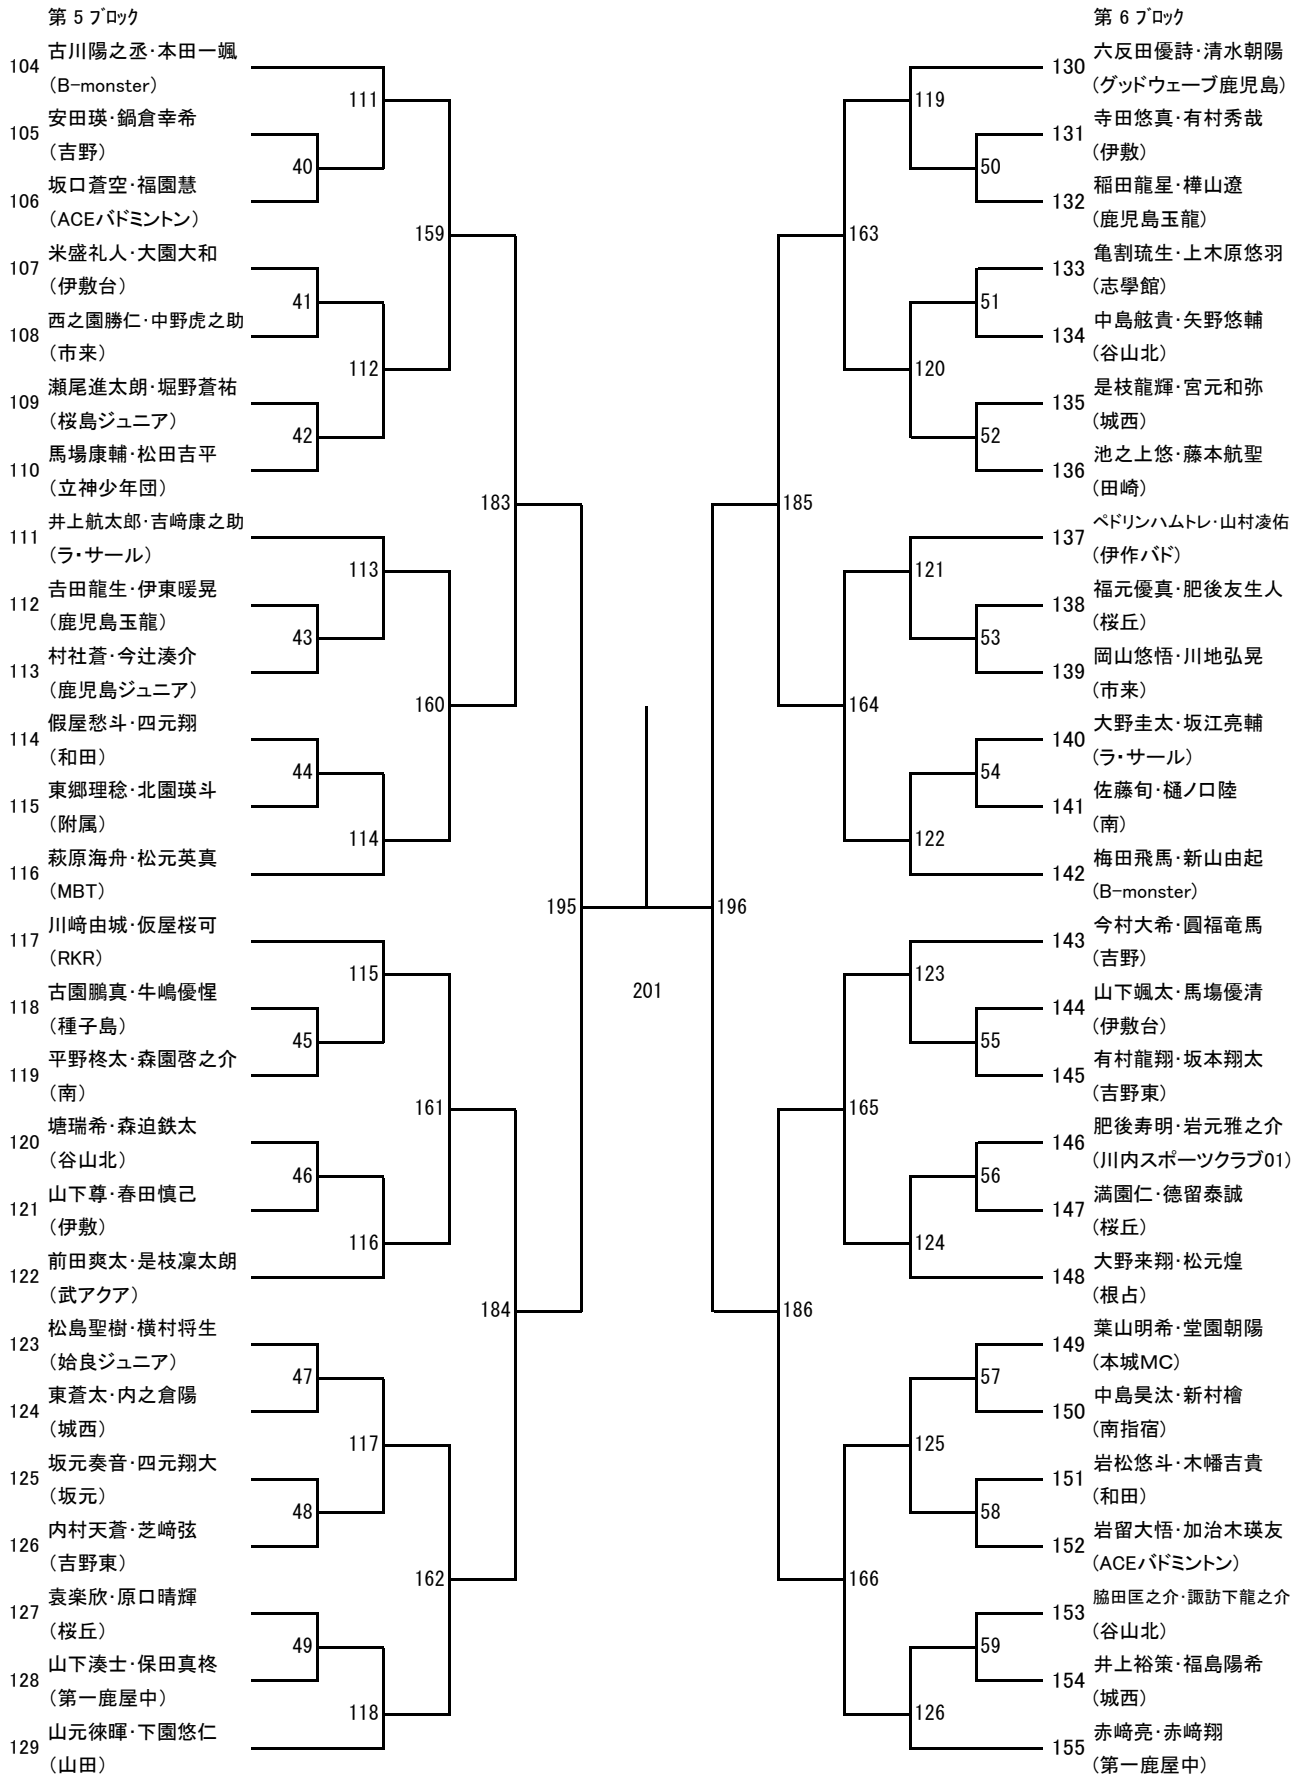 第５ブロック
104 古川陽之丞・本田一颯
(B-monster)
105 安田瑛・鍋倉幸希
(吉野)
106 坂口蒼空・福園慧
(ACEバドミントン)
107 米盛礼人・大園大和
(伊敷台)
108 西之園勝仁・中野虎之助
(市来)
109 瀬尾進太朗・堀野蒼祐
(桜島ジュニア)
110 馬場康輔・松田吉平
(立神少年団)
111 井上航太郎・吉﨑康之助
(ラ・サール)
112 𠮷田龍生・伊東暖晃
(鹿児島玉龍)
113 村社蒼・今辻湊介
(鹿児島ジュニア)
114 假屋愁斗・四元翔
(和田)
115 東郷理稔・北園瑛斗
(附属)
116 萩原海舟・松元英真
(MBT)
117 川﨑由城・仮屋桜可
(RKR)
118 古園鵬真・牛嶋優惺
(種子島)
119 平野柊太・森園啓之介
(南)
120 塘瑞希・森迫鉄太
(谷山北)
121 山下尊・春田慎己
(伊敷)
122 前田爽太・是枝凜太朗
(武アクア)
123 松島聖樹・横村将生
(姶良ジュニア)
124 東蒼太・内之倉陽
(城西)
125 坂元奏音・四元翔大
(坂元)
126 内村天蒼・芝﨑弦
(吉野東)
127 袁楽欣・原口晴輝
(桜丘)
128 山下湊士・保田真柊
(第一鹿屋中)
129 山元徠暉・下園悠仁
(山田)
40
41
42
43
44
45
46
47
48
49
111
112
113
114
115
116
117
118
159
160
161
162
183
184
195
201
196
185
186
163
164
165
166
119
120
121
122
123
124
125
126
50
51
52
53
54
55
56
57
58
59
第６ブロック
130 六反田優詩・清水朝陽
(グッドウェーブ鹿児島)
131 寺田悠真・有村秀哉
(伊敷)
132 稲田龍星・樺山遼
(鹿児島玉龍)
133 亀割琉生・上木原悠羽
(志學館)
134 中島舷貴・矢野悠輔
(谷山北)
135 是枝龍輝・宮元和弥
(城西)
136 池之上悠・藤本航聖
(田崎)
137 ペドリンハムトレ・山村凌佑
(伊作バド)
138 福元優真・肥後友生人
(桜丘)
139 岡山悠悟・川地弘晃
(市来)
140 大野圭太・坂江亮輔
(ラ・サール)
141 佐藤旬・樋ノ口陸
(南)
142 梅田飛馬・新山由起
(B-monster)
143 今村大希・圓福竜馬
(吉野)
144 山下颯太・馬塲優清
(伊敷台)
145 有村龍翔・坂本翔太
(吉野東)
146 肥後寿明・岩元雅之介
(川内スポーツクラブ01)
147 満園仁・德留泰誠
(桜丘)
148 大野来翔・松元煌
(根占)
149 葉山明希・堂園朝陽
(本城MC)
150 中島昊汰・新村檜
(南指宿)
151 岩松悠斗・木幡吉貴
(和田)
152 岩留大悟・加治木瑛友
(ACEバドミントン)
153 脇田匡之介・諏訪下龍之介
(谷山北)
154 井上裕策・福島陽希
(城西)
155 赤﨑亮・赤﨑翔
(第一鹿屋中)